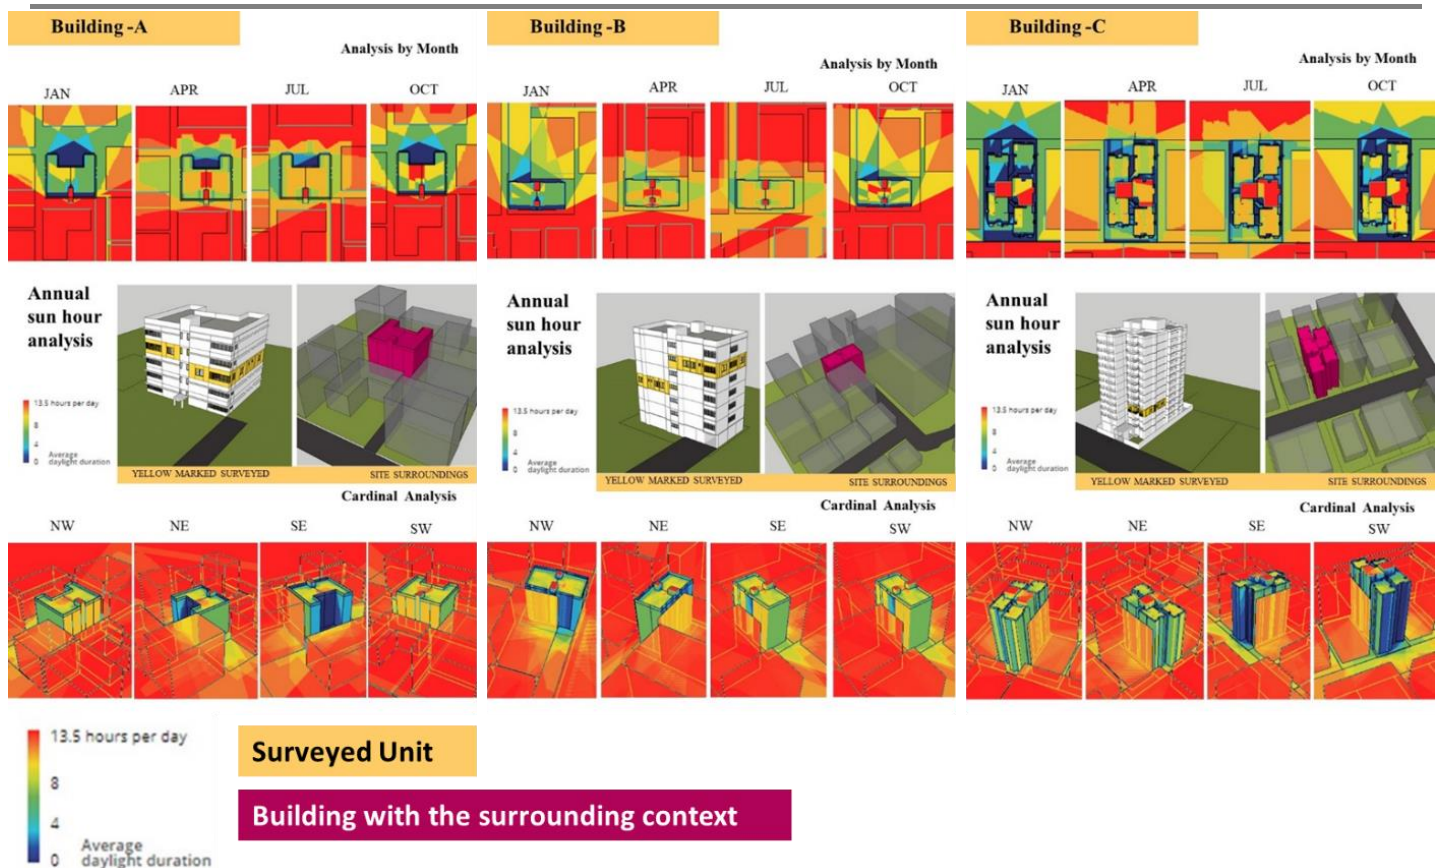 Building -A
Analysis by Month
JAN
APR
JUL
OCT
Annual
sun hour
analysis
13.5 hours per day
8
4
0
Average
daylight duration
YELLOW MARKED SURVEYED
SITE SURROUNDINGS
Cardinal Analysis
NW
NE
SE
SW
Building -B
Analysis by Month
JAN
APR
JUL
OCT
Annual
sun hour
analysis
13.5 hours per day
8
4
0
Average
daylight duration
YELLOW MARKED SURVEYED
SITE SURROUNDINGS
Cardinal Analysis
NW
NE
SE
SW
Building -C
Analysis by Month
JAN
APR
JUL
OCT
Annual
sun hour
analysis
13.5 hours per day
8
4
0
Average
daylight duration
YELLOW MARKED SURVEYED
SITE SURROUNDINGS
Cardinal Analysis
NW
NE
SE
SW
13.5 hours per day
8
4
0
Average
daylight duration
Surveyed Unit
Building with the surrounding context